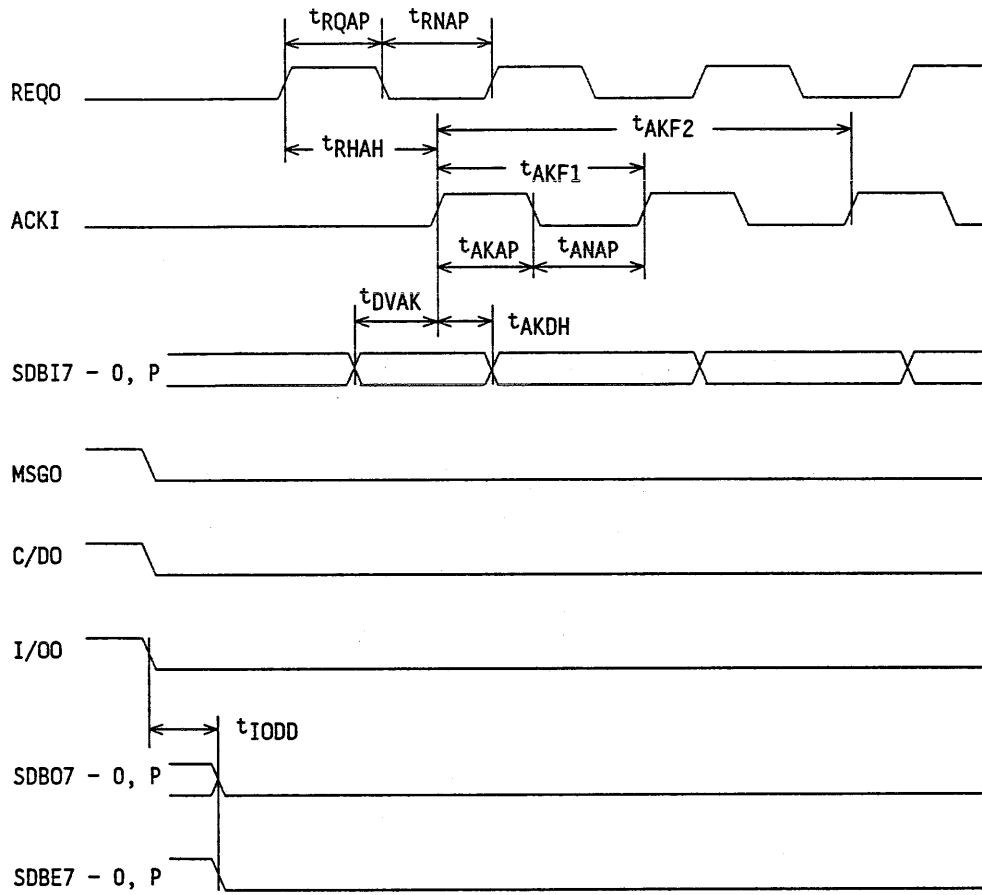 tRQAP tRNAP
REQO
tRHAH
tAKF2
tAKF1
ACKI
tAKAP tANAP
tDVAK
tAKDH
SDBI7 - 0, P
MSGO
C/DO
I/OO
tIODD
SDBO7 - 0, P
SDBE7 - 0, P